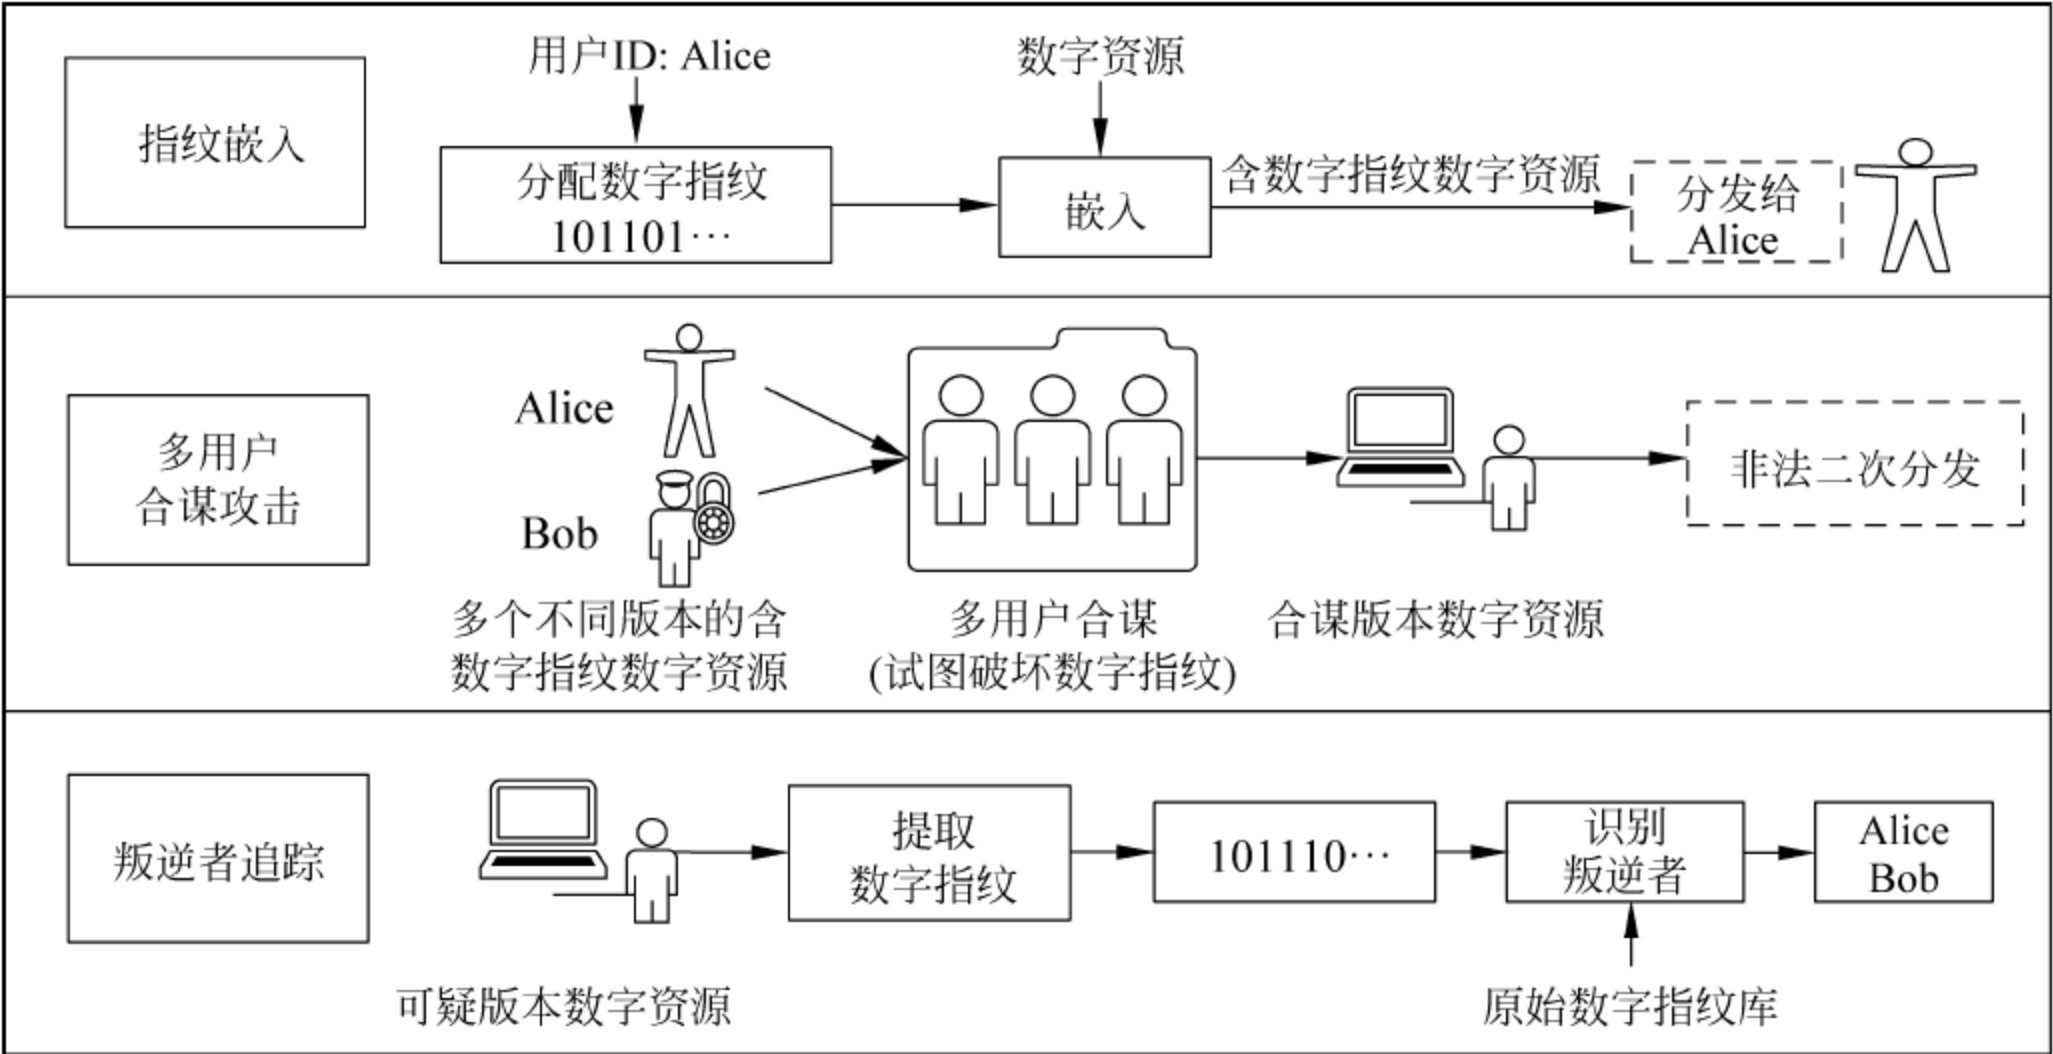 指纹嵌入
用户ID: Alice
分配数字指纹
101101…
数字资源
嵌入
含数字指纹数字资源
分发给
Alice
多用户
合谋攻击
Alice
Bob
多个不同版本的含
数字指纹数字资源
多用户合谋
(试图破坏数字指纹)
合谋版本数字资源
非法二次分发
叛逆者追踪
可疑版本数字资源
提取
数字指纹
101110…
识别
叛逆者
原始数字指纹库
Alice
Bob